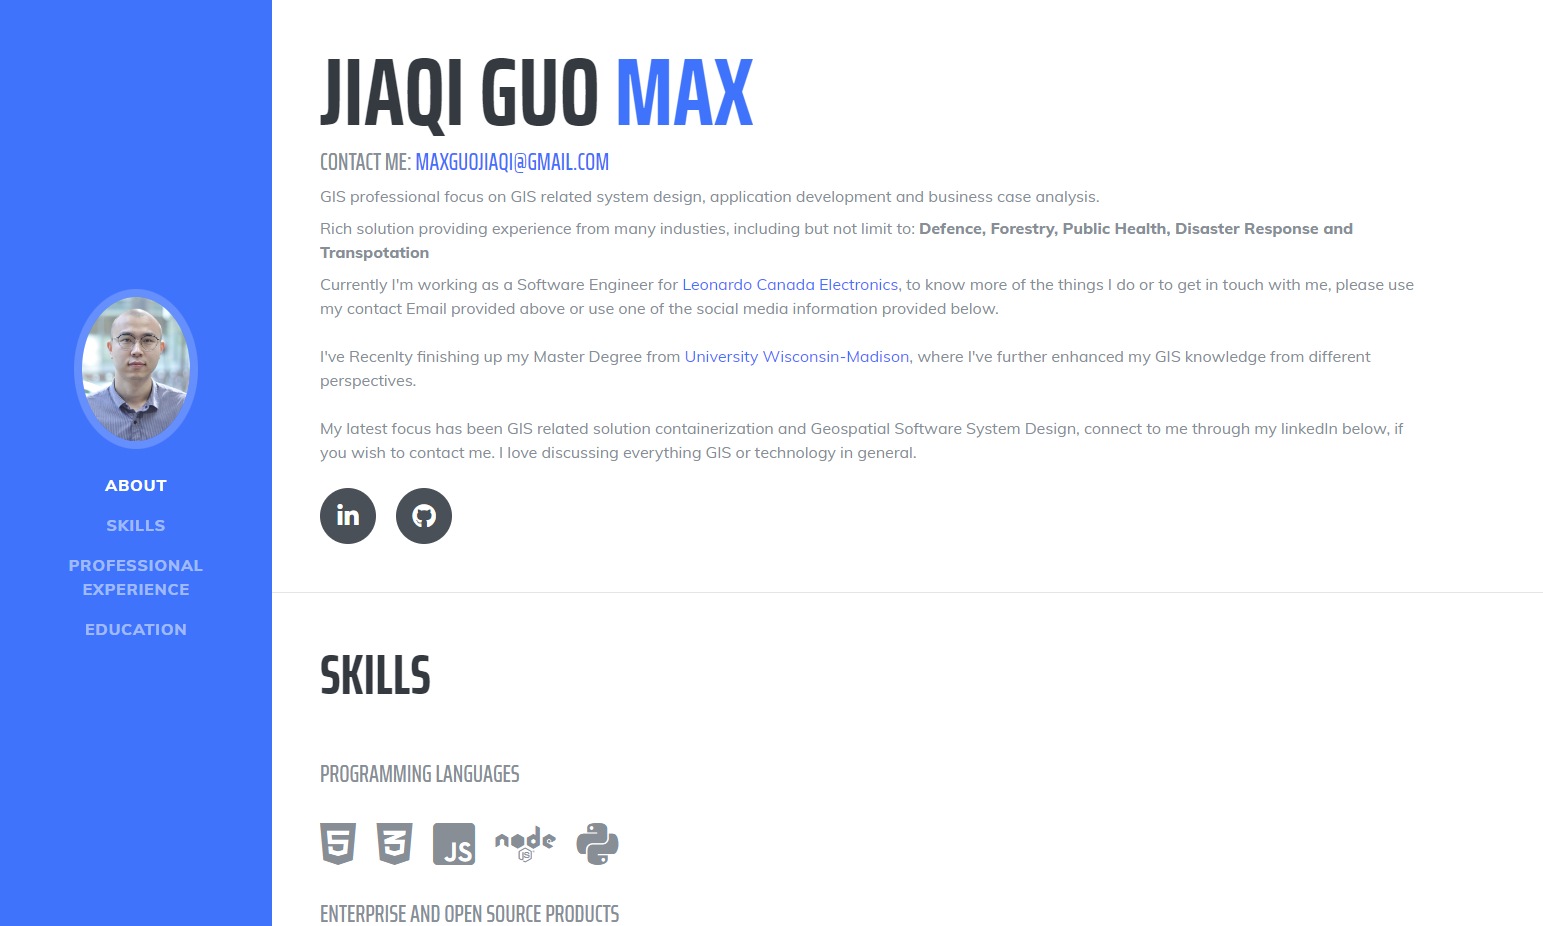 JIAQI GUO MAX
CONTACT ME: MAXGUOJIAQI@GMAIL.COM
GIS professional focus on GIS related system design, application development and business case analysis.
Rich solution providing experience from many industies, including but not limit to: Defence, Forestry, Public Health, Disaster Response and
Transpotation
Currently I'm working as a Software Engineer for Leonardo Canada Electronics, to know more of the things I do or to get in touch with me, please use
my contact Email provided above or use one of the social media information provided below.
I've Recenlty finishing up my Master Degree from University Wisconsin-Madison, where I've further enhanced my GIS knowledge from different
perspectives.
My latest focus has been GIS related solution containerization and Geospatial Software System Design, connect to me through my linkedIn below, if
you wish to contact me. I love discussing everything GIS or technology in general.
in
ABOUT
SKILLS
PROFESSIONAL
EXPERIENCE
EDUCATION
SKILLS
PROGRAMMING LANGUAGES
5 3 JS node JS
ENTERPRISE AND OPEN SOURCE PRODUCTS